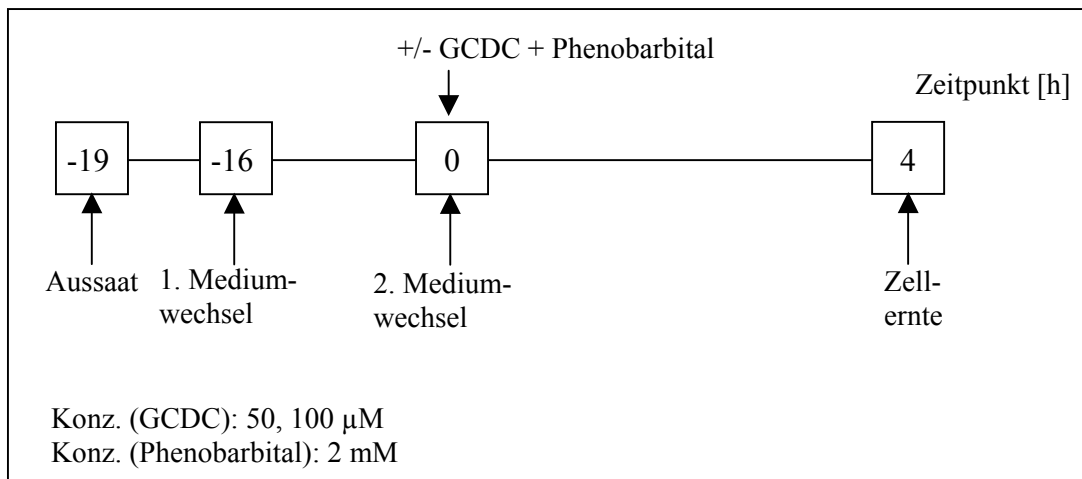 +/- GCDC + Phenobarbital
Zeitpunkt [h]
-19
-16
0
4
Aussaat
1. Medium-
wechsel
2. Medium-
wechsel
Zell-
ernte
Konz. (GCDC): 50, 100 µM
Konz. (Phenobarbital): 2 mM